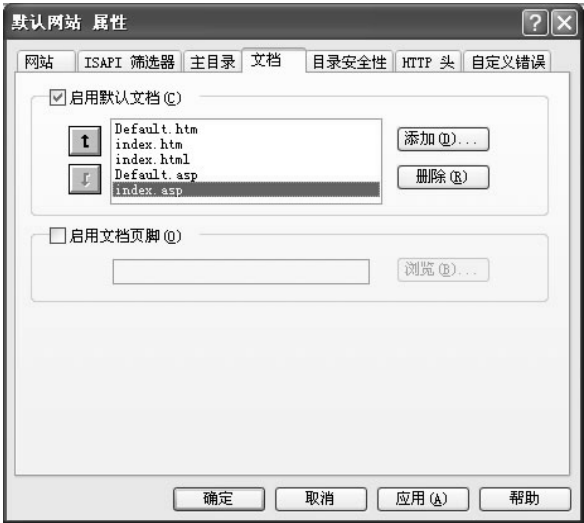 默认网站 属性
网站 ISAPI 筛选器 主目录 文档 目录安全性 HTTP 头 自定义错误
启用默认文档(C)
Default.htm
index.htm
index.html
Default.asp
index.asp
添加(D)...
删除(R)
启用文档页脚(O)
浏览(B)...
确定 取消 应用(A) 帮助